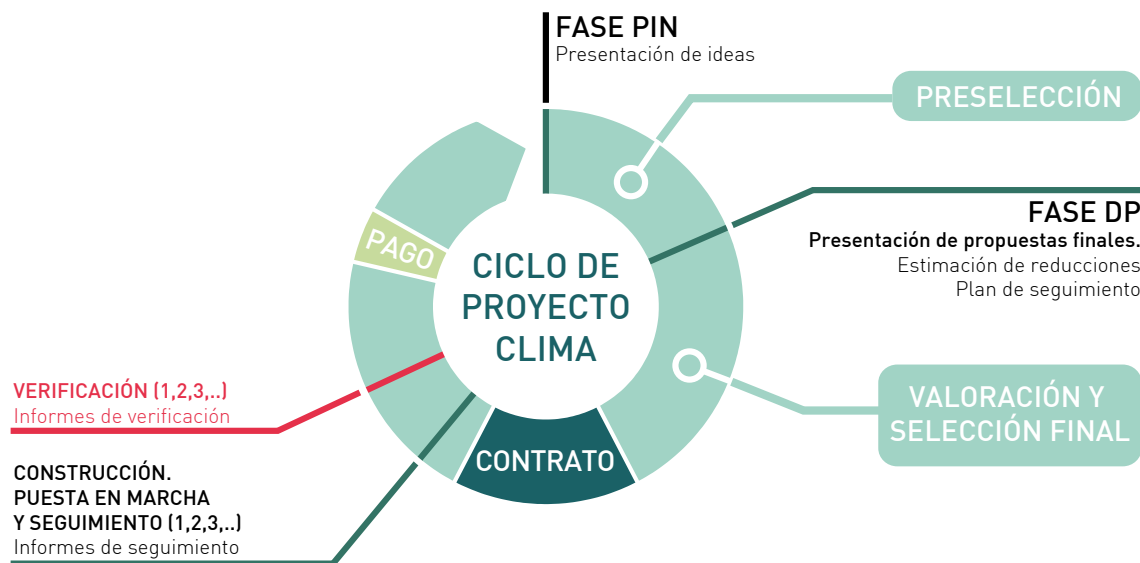 FASE PIN
Presentación de ideas
PRESELECCIÓN
FASE DP
Presentación de propuestas finales.
Estimación de reducciones
Plan de seguimiento
PAGO
CICLO DE
PROYECTO
CLIMA
VALORACIÓN Y
SELECCIÓN FINAL
VERIFICACIÓN (1,2,3,..)
Informes de verificación
CONTRATO
CONSTRUCCIÓN.
PUESTA EN MARCHA
Y SEGUIMIENTO (1,2,3,..)
Informes de seguimiento